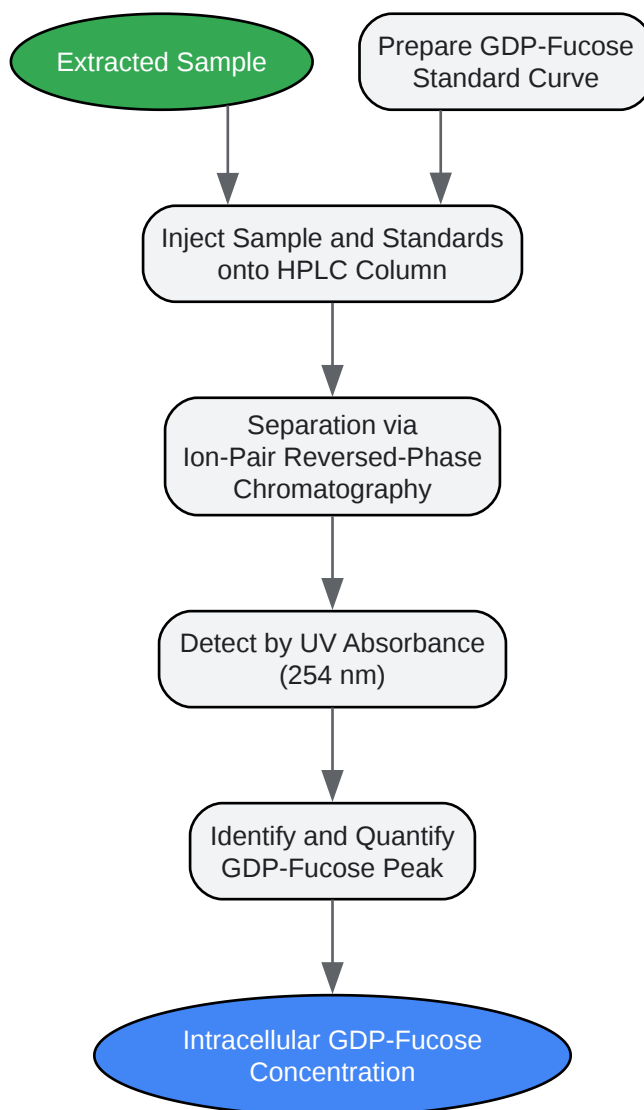 Extracted Sample
Prepare GDP-Fucose
Standard Curve
Inject Sample and Standards
onto HPLC Column
Separation via
Ion-Pair Reversed-Phase
Chromatography
Detect by UV Absorbance
(254 nm)
Identify and Quantify
GDP-Fucose Peak
Intracellular GDP-Fucose
Concentration